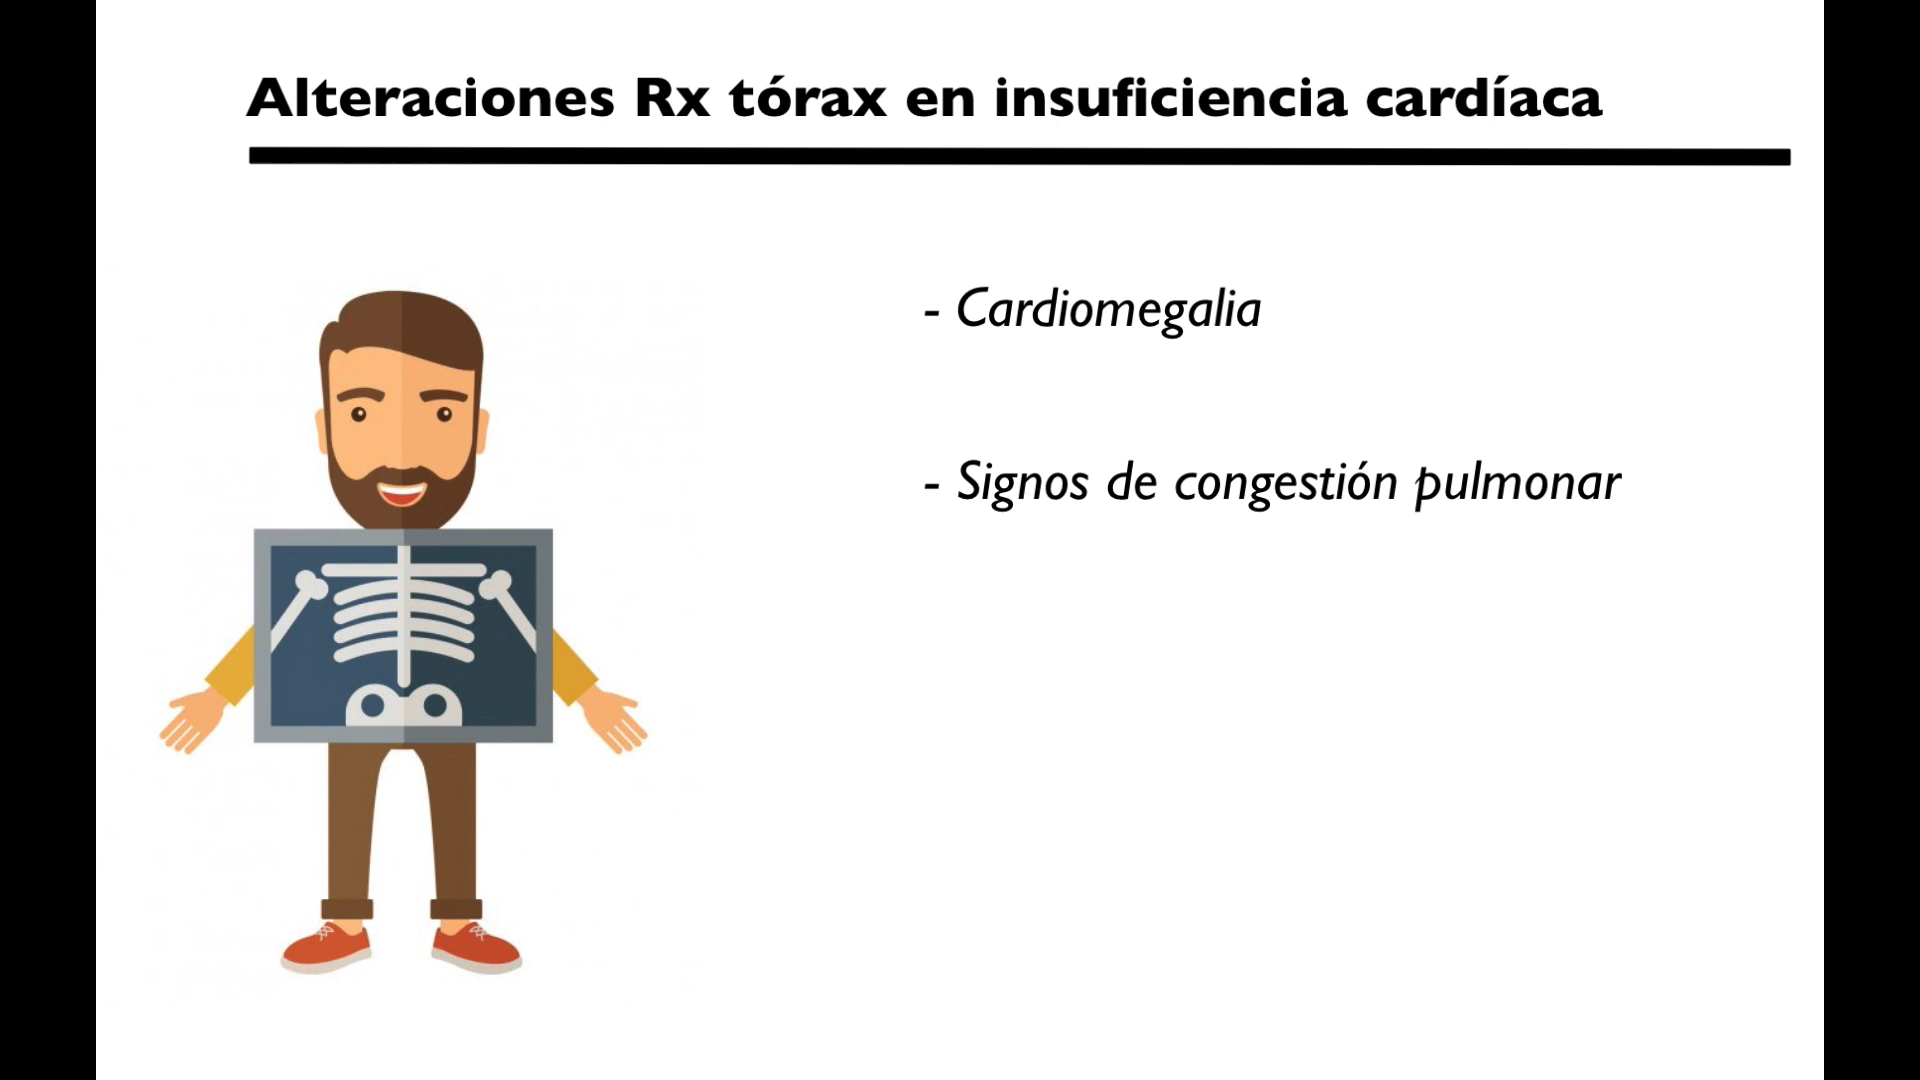 Alteraciones Rx tórax en insuficiencia cardíaca
- Cardiomegalia
- Signos de congestión pulmonar